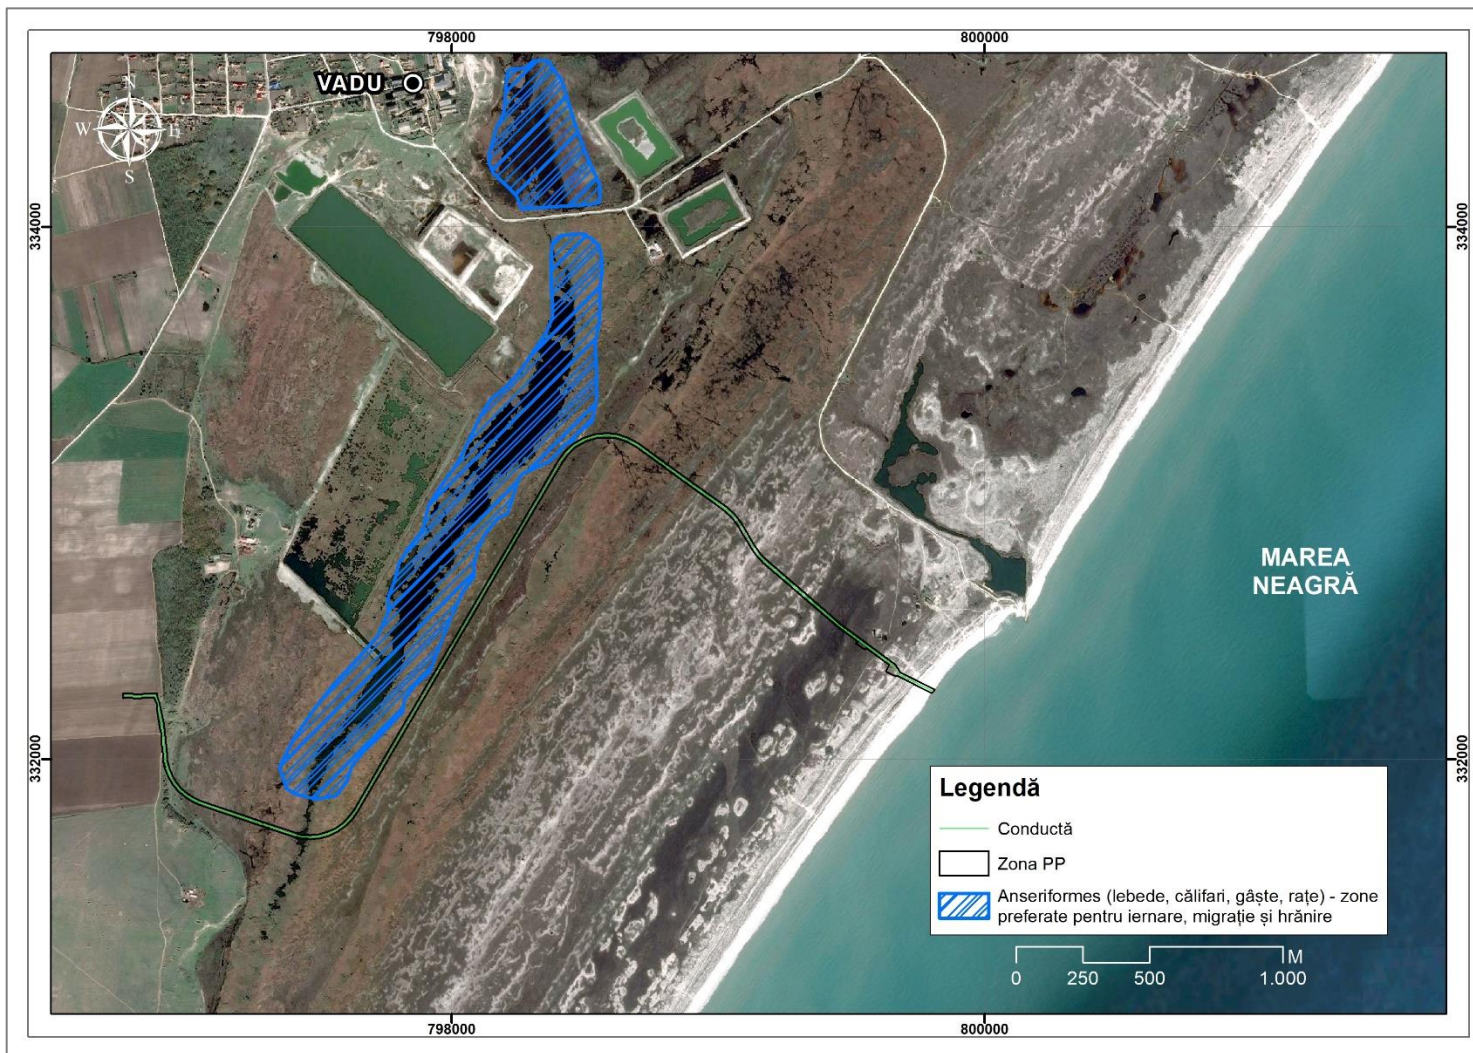 798000
800000
VADU
N
W
E
S
334000
334000
MAREA
NEAGRĂ
332000
332000
Legendă
Conductă
Zona PP
Anseriformes (lebede, călifari, gâște, rațe) - zone
preferate pentru iernare, migrație și hrănire
M
0 250 500 1.000
798000
800000